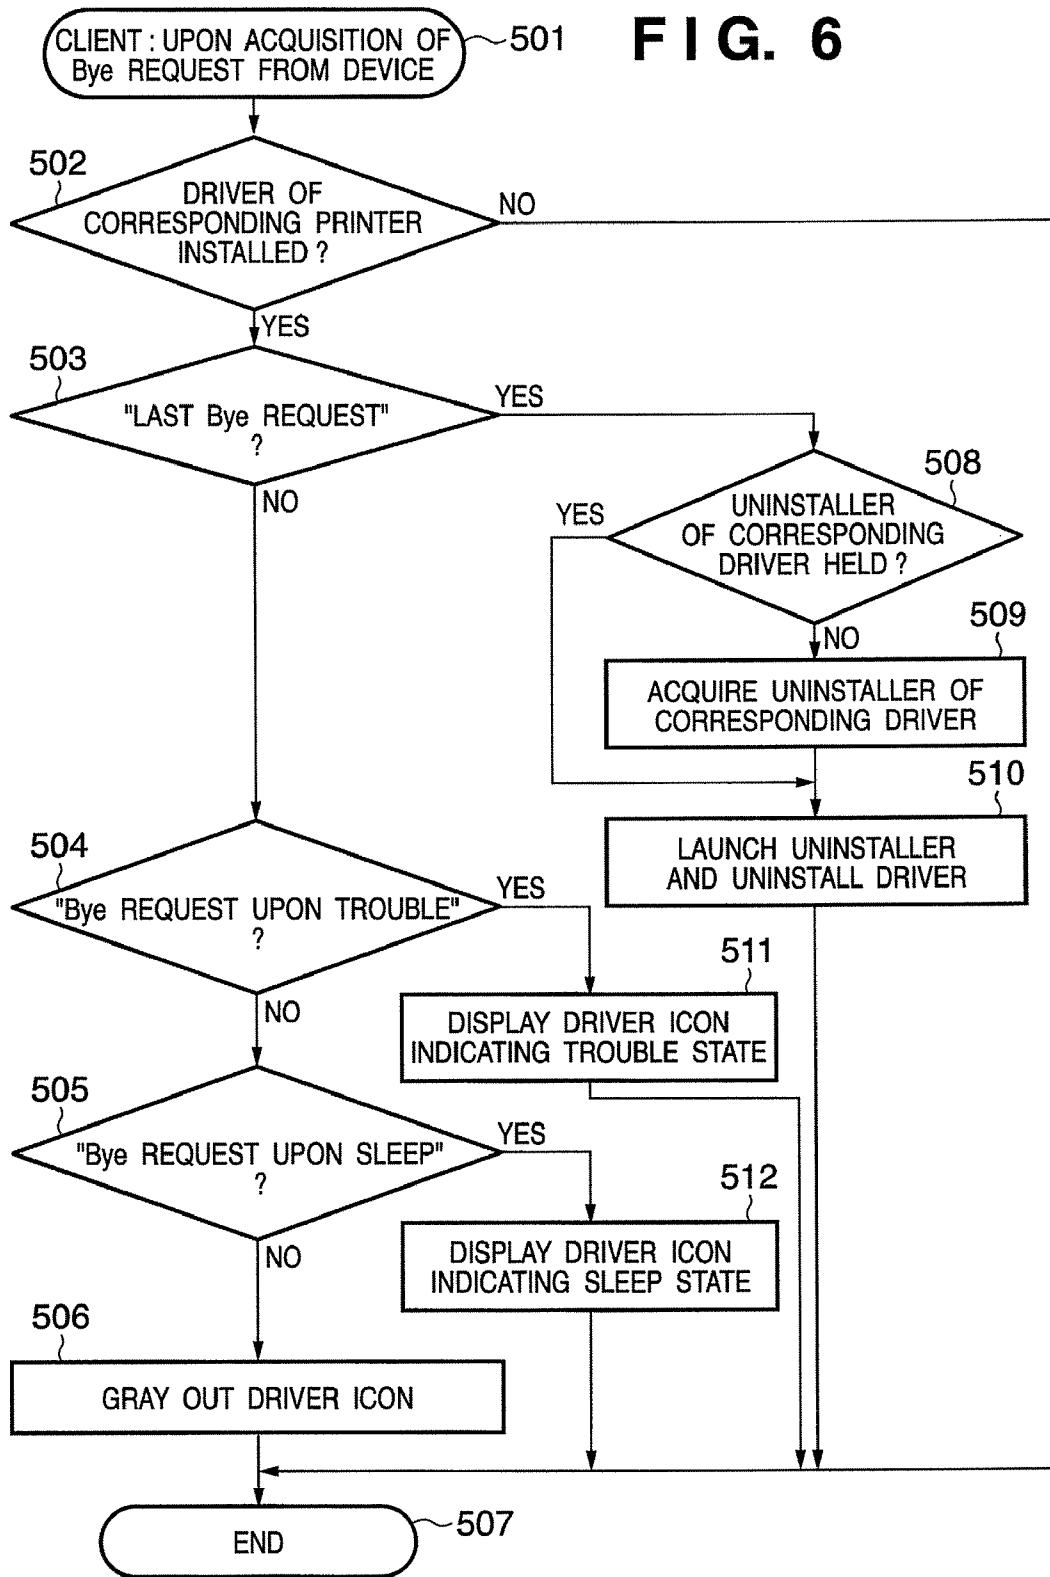 FIG. 6
CLIENT : UPON ACQUISITION OF
Bye REQUEST FROM DEVICE
501
502
DRIVER OF
CORRESPONDING PRINTER
INSTALLED ?
NO
YES
503
"LAST Bye REQUEST"
?
YES
NO
508
UNINSTALLER
OF CORRESPONDING
DRIVER HELD ?
YES
NO
509
ACQUIRE UNINSTALLER OF
CORRESPONDING DRIVER
510
LAUNCH UNINSTALLER
AND UNINSTALL DRIVER
504
"Bye REQUEST UPON TROUBLE"
?
YES
NO
511
DISPLAY DRIVER ICON
INDICATING TROUBLE STATE
505
"Bye REQUEST UPON SLEEP"
?
YES
NO
512
DISPLAY DRIVER ICON
INDICATING SLEEP STATE
506
GRAY OUT DRIVER ICON
END
507